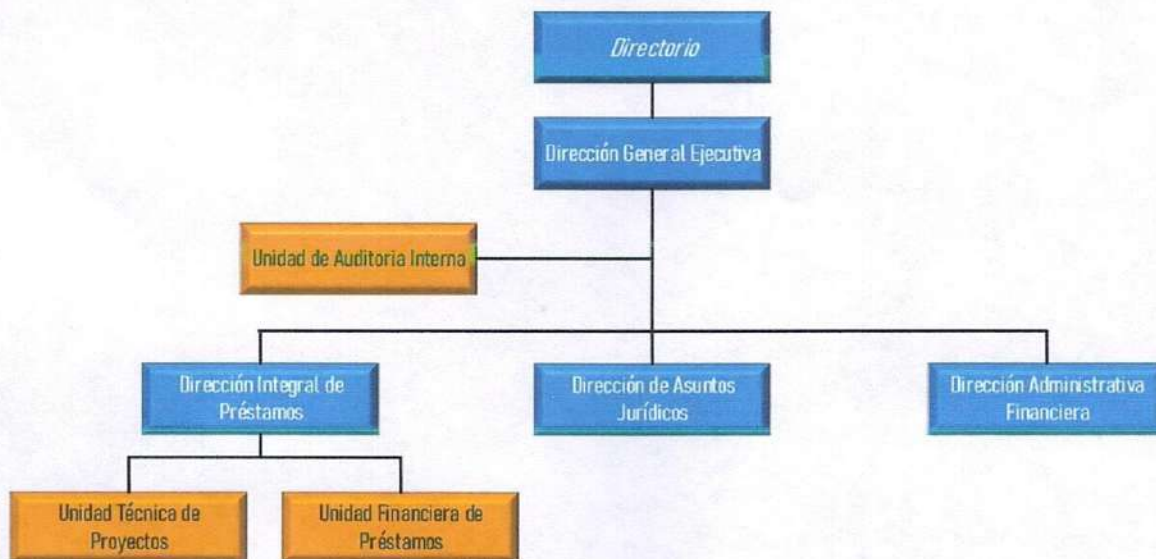 Directorio
Dirección General Ejecutiva
Unidad de Auditoria Interna
Dirección Integral de
Préstamos
Dirección de Asuntos
Jurídicos
Dirección Administrativa
Financiera
Unidad Técnica de
Proyectos
Unidad Financiera de
Préstamos